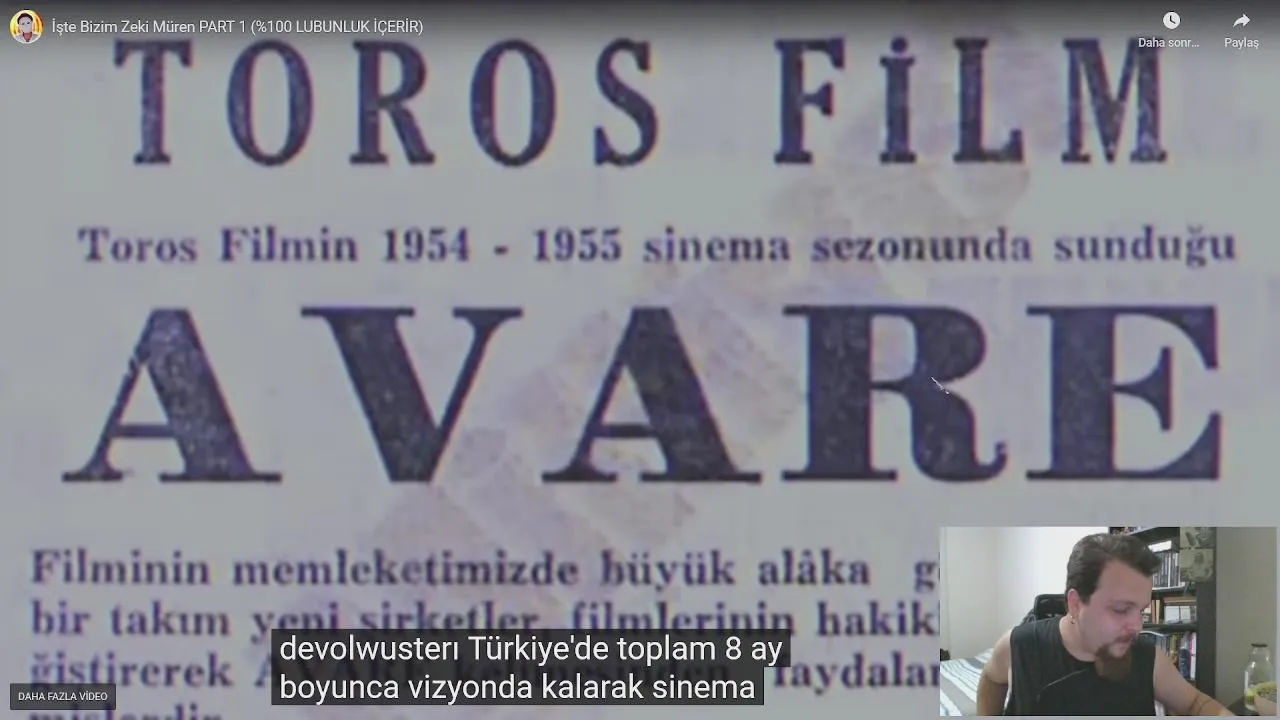 İşte Bizim Zeki Müren PART 1 (%100 LUBUNLUK İÇERİR)
Daha sonr...
Paylaş
TOROS FİLM
Toros Filmin 1954 - 1955 sinema sezonunda sunduğu
AVARE
Filminin memleketimizde büyük alâka
bir takım yeni şirketler filmlerinin hakikî
ğiştirerek
devolwusterı Türkiye'de toplam 8 ay
boyunca vizyonda kalarak sinema
DAHA FAZLA VİDEO